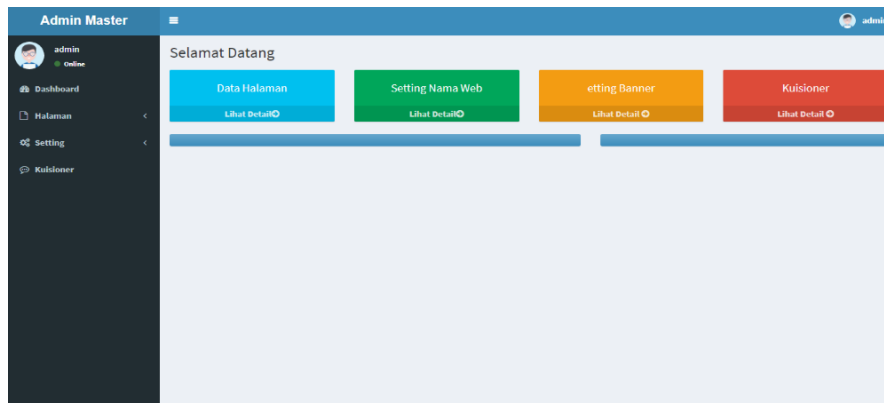 Admin Master
admin
admin
Online
Dashboard
Halaman
Setting
Kuisioner
Selamat Datang
Data Halaman
Lihat Detail
Setting Nama Web
Lihat Detail
etting Banner
Lihat Detail
Kuisioner
Lihat Detail